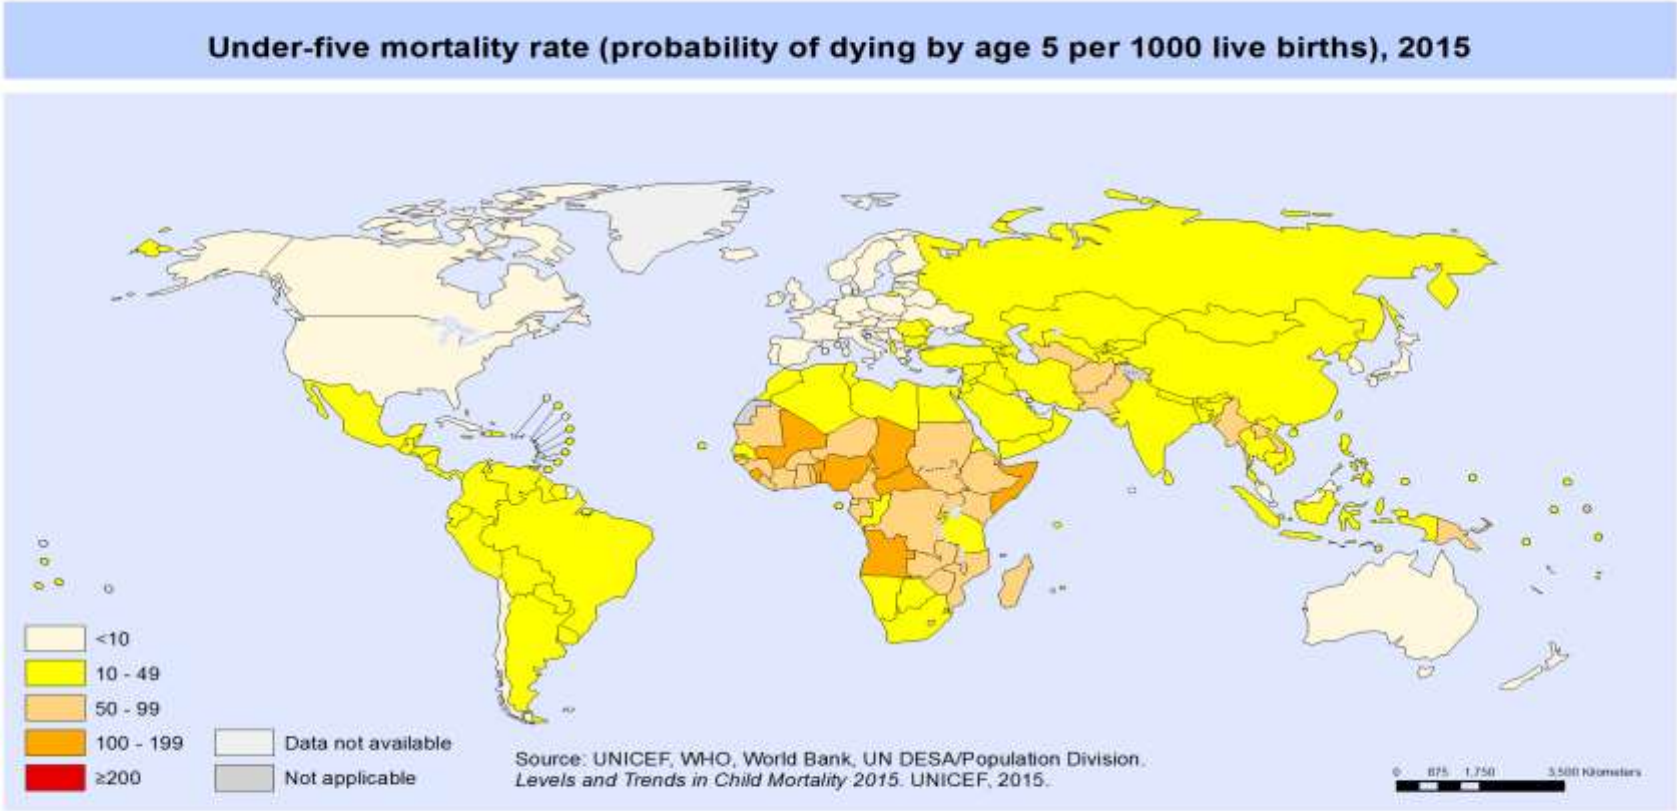 Under-five mortality rate (probability of dying by age 5 per 1000 live births), 2015
<10
10 - 49
50 - 99
100 - 199
≥200
Data not available
Not applicable
Source: UNICEF, WHO, World Bank, UN DESA/Population Division.
Levels and Trends in Child Mortality 2015. UNICEF, 2015.
0 875 1,750 3,500 Kilometers